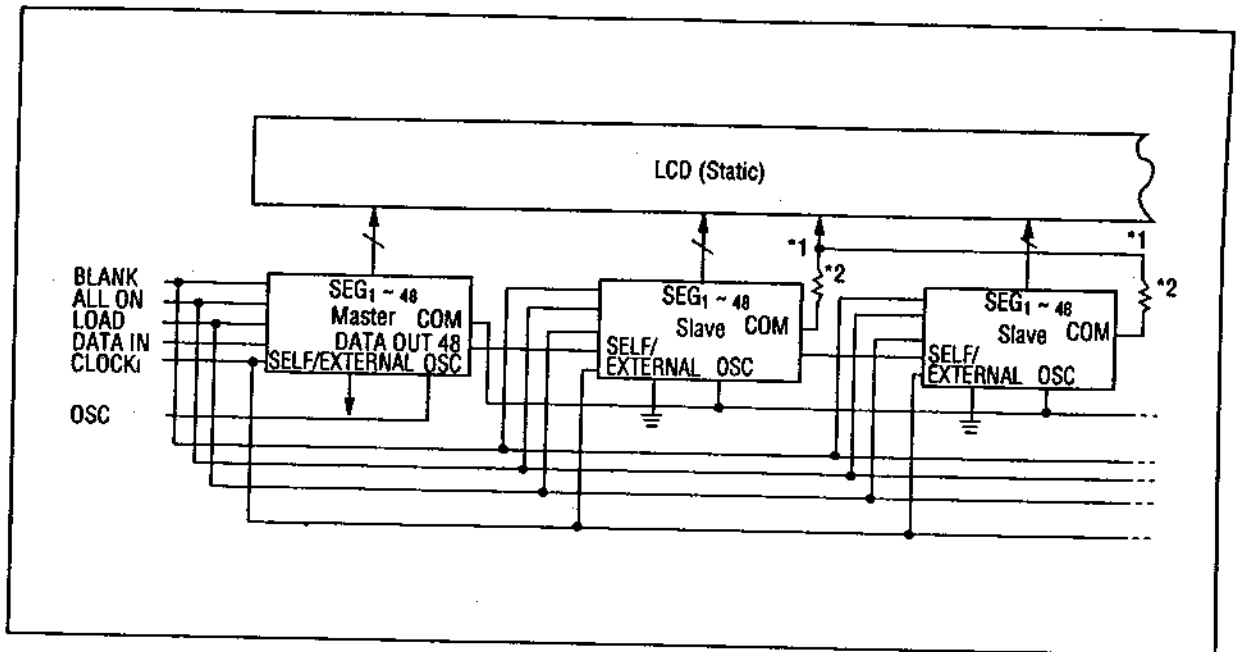 LCD (Static)
*1
*1
*2
*2
BLANK
ALL ON
LOAD
DATA IN
CLOCK
OSC
SEG1 ~ 48
Master COM
DATA OUT 48
SELF/EXTERNAL OSC
SEG1 ~ 48
Slave COM
SELF/
EXTERNAL OSC
SEG1 ~ 48
Slave COM
SELF/
EXTERNAL OSC